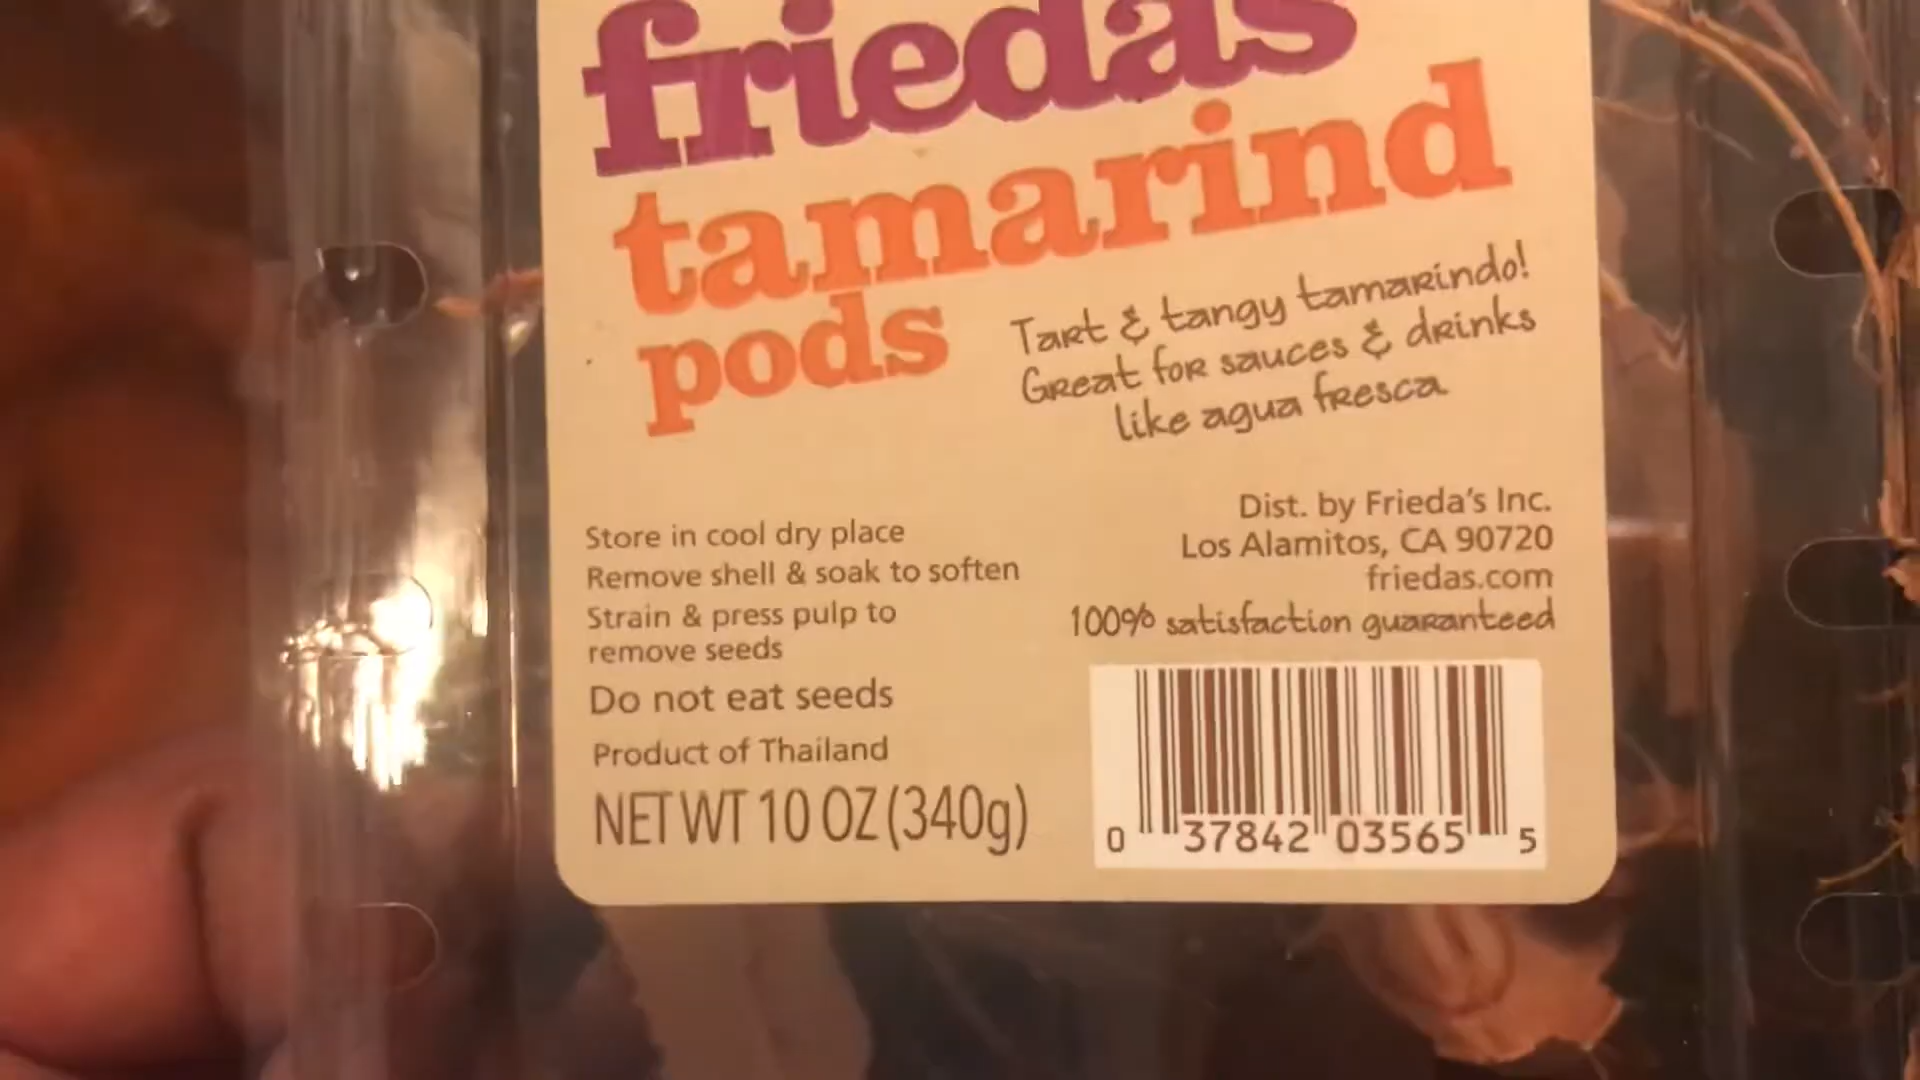 friedas
tamarind
pods
Tart & tangy tamarindo!
Great for sauces & drinks
like agua fresca
Store in cool dry place
Remove shell & soak to soften
Strain & press pulp to
remove seeds
Do not eat seeds
Product of Thailand
NET WT 10 OZ (340g)
Dist. by Frieda's Inc.
Los Alamitos, CA 90720
friedas.com
100% satisfaction guaranteed
0 37842 03565 5